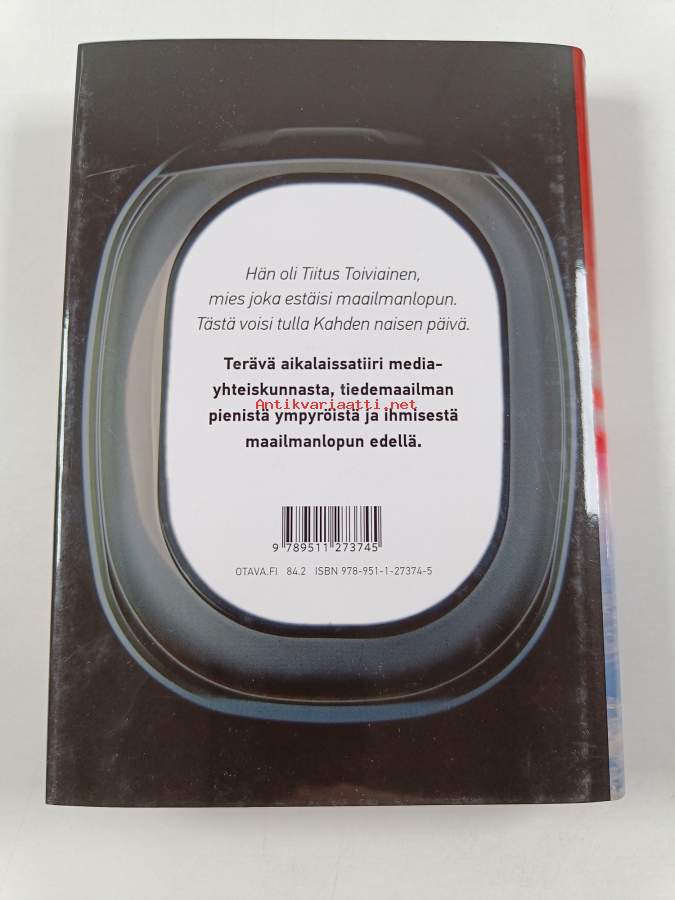 Hän oli Tiitus Toiviainen,
mies joka estäisi maailmanlopun.
Tästä voisi tulla Kahden naisen päivä.
Terävä aikalaissatiiri media-
yhteiskunnasta, tiedemaailman
Antikvariaatti.net
pienistä ympyröistä ja ihmisestä
maailmanlopun edellä.
9 789511 273745
OTAVA.FI 84.2 ISBN 978-951-1-27374-5